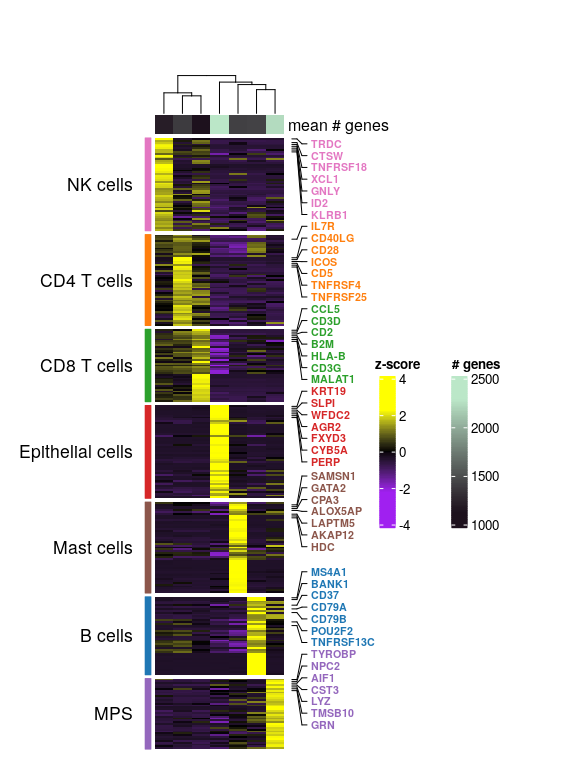 mean # genes
NK cells
TRDC
CTSW
TNFRSF18
XCL1
GNLY
ID2
KLRB1
CD4 T cells
IL7R
CD40LG
CD28
ICOS
CD5
TNFRSF4
TNFRSF25
CD8 T cells
CCL5
CD3D
CD2
B2M
HLA-B
CD3G
MALAT1
Epithelial cells
KRT19
SLPI
WFDC2
AGR2
FXYD3
CYB5A
PERP
Mast cells
SAMSN1
GATA2
CPA3
ALOX5AP
LAPTM5
AKAP12
HDC
B cells
MS4A1
BANK1
CD37
CD79A
CD79B
POU2F2
TNFRSF13C
MPS
TYROBP
NPC2
AIF1
CST3
LYZ
TMSB10
GRN
z-score
4
2
0
-2
-4
# genes
2500
2000
1500
1000